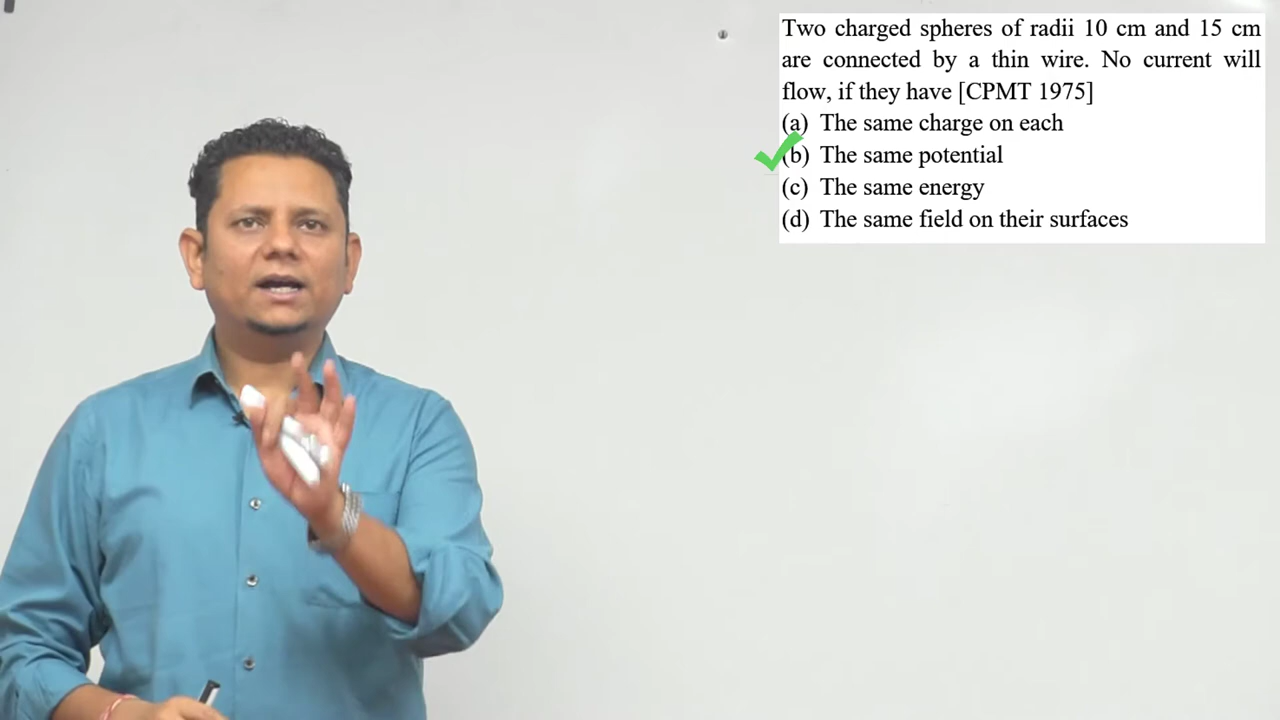 Two charged spheres of radii 10 cm and 15 cm
are connected by a thin wire. No current will
flow, if they have [CPMT 1975]
(a) The same charge on each
(b) The same potential
(c) The same energy
(d) The same field on their surfaces